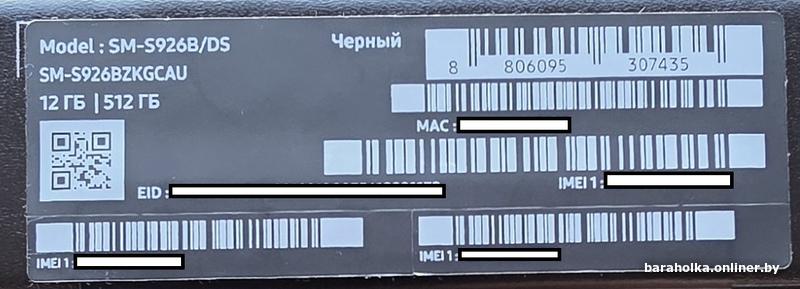 Model : SM-S926B/DS
Черный
SM-S926BZKGCAU
12 ГБ | 512 ГБ
8 806095 307435
MAC :
EID :
IMEI 1 :
IMEI 1 :
IMEI 1 :
baraholka.onliner.by